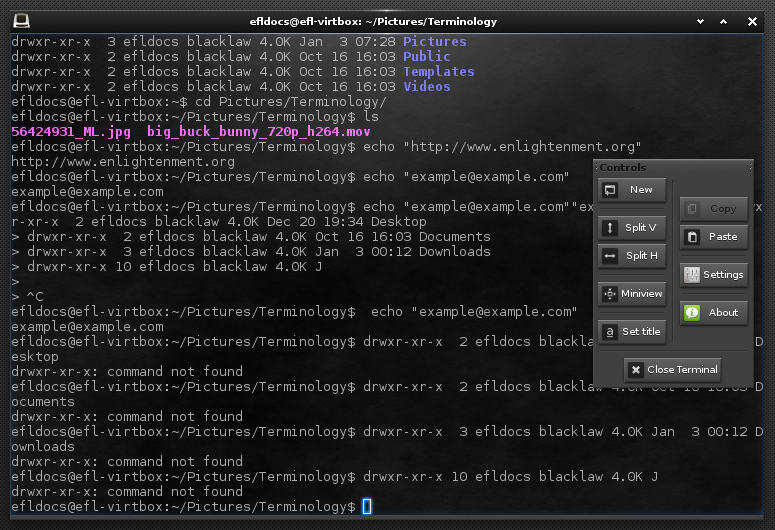 efldocs@efl-virtbox: ~/Pictures/Terminology
drwxr-xr-x  3 efldocs blacklaw 4.0K Jan  3 07:28 Pictures
drwxr-xr-x  2 efldocs blacklaw 4.0K Oct 16 16:03 Public
drwxr-xr-x  2 efldocs blacklaw 4.0K Oct 16 16:03 Templates
drwxr-xr-x  2 efldocs blacklaw 4.0K Oct 16 16:03 Videos
efldocs@efl-virtbox:~$ cd Pictures/Terminology/
efldocs@efl-virtbox:~/Pictures/Terminology$ ls
56424931_ML.jpg  big_buck_bunny_720p_h264.mov
efldocs@efl-virtbox:~/Pictures/Terminology$ echo "http://www.enlightenment.org"
http://www.enlightenment.org
efldocs@efl-virtbox:~/Pictures/Terminology$ echo "example@example.com"
example@example.com
efldocs@efl-virtbox:~/Pictures/Terminology$ echo "example@example.com""e
r-xr-x  2 efldocs blacklaw 4.0K Dec 20 19:34 Desktop
> drwxr-xr-x  2 efldocs blacklaw 4.0K Oct 16 16:03 Documents
> drwxr-xr-x  3 efldocs blacklaw 4.0K Jan  3 00:12 Downloads
> drwxr-xr-x 10 efldocs blacklaw 4.0K J
>
> ^C
efldocs@efl-virtbox:~/Pictures/Terminology$  echo "example@example.com"
example@example.com
efldocs@efl-virtbox:~/Pictures/Terminology$ drwxr-xr-x  2 efldocs blackla D
esktop
drwxr-xr-x: command not found
efldocs@efl-virtbox:~/Pictures/Terminology$ drwxr-xr-x  2 efldocs blacklaw 4.0K Oct 16 16:03 D
ocuments
drwxr-xr-x: command not found
efldocs@efl-virtbox:~/Pictures/Terminology$ drwxr-xr-x  3 efldocs blacklaw 4.0K Jan  3 00:12 D
ownloads
drwxr-xr-x: command not found
efldocs@efl-virtbox:~/Pictures/Terminology$ drwxr-xr-x 10 efldocs blacklaw 4.0K J
drwxr-xr-x: command not found
efldocs@efl-virtbox:~/Pictures/Terminology$
Controls
New
Split V
Split H
Miniview
Set title
Copy
Paste
Settings
About
Close Terminal